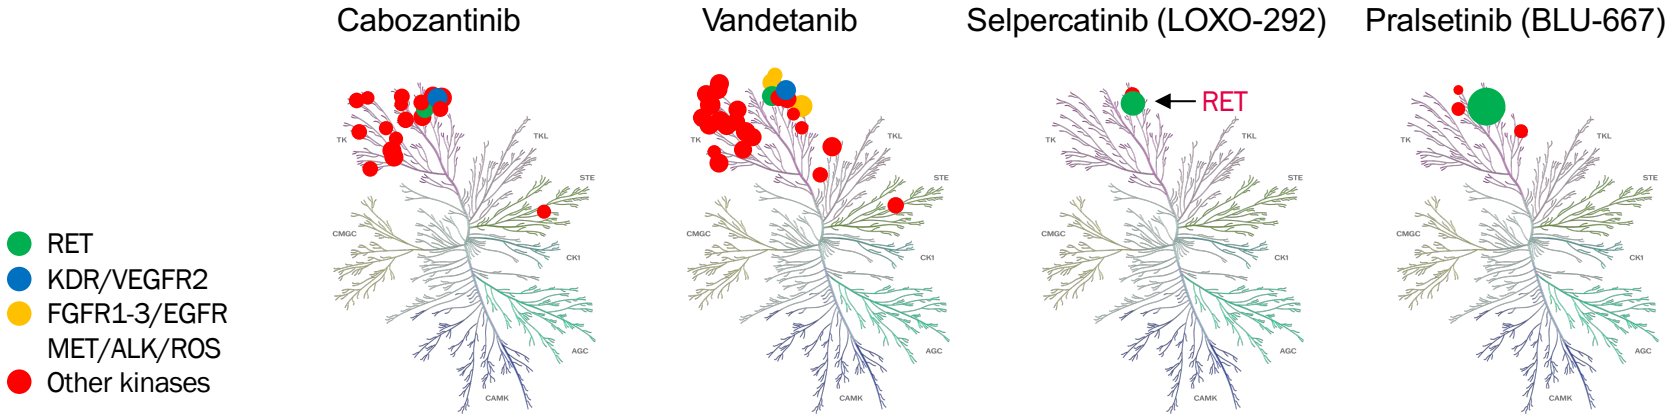 Cabozantinib
Vandetanib
Selpercatinib (LOXO-292)
Pralsetinib (BLU-667)
RET
KDR/VEGFR2
FGFR1-3/EGFR
MET/ALK/ROS
Other kinases
TK
TKL
STE
CMGC
CK1
AGC
CAMK
TK
TKL
STE
CMGC
CK1
AGC
CAMK
RET
TK
TKL
STE
CMGC
CK1
AGC
CAMK
TK
TKL
STE
CMGC
CK1
AGC
CAMK